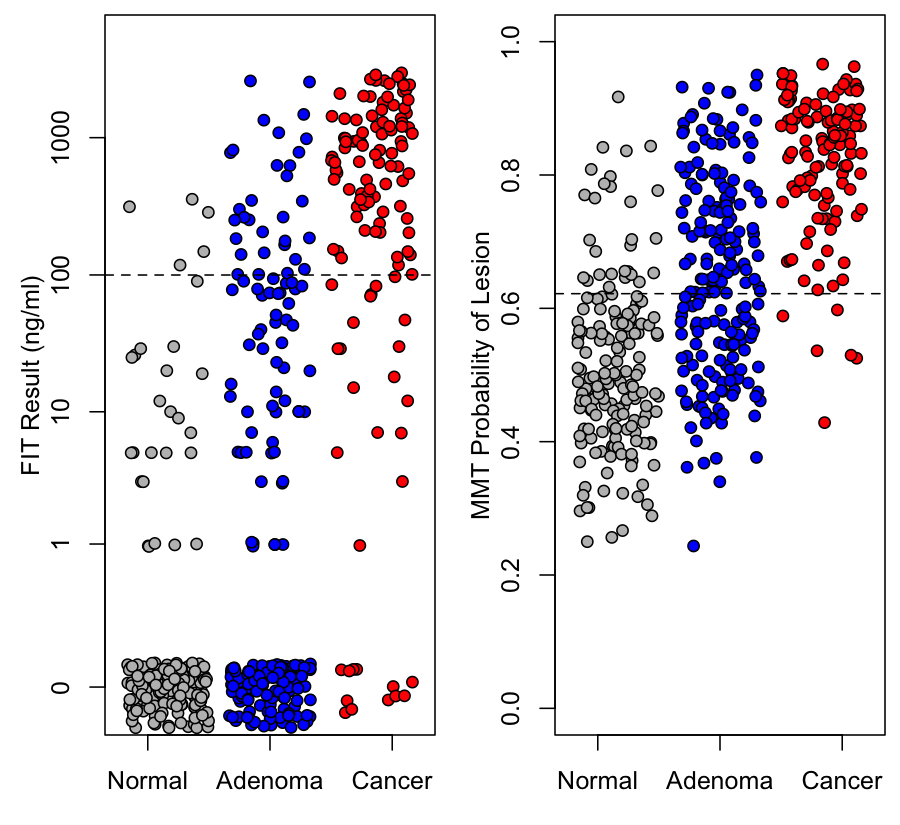 FIT Result (ng/ml)
1000
100
10
1
0
Normal Adenoma Cancer
MMT Probability of Lesion
1.0
0.8
0.6
0.4
0.2
0.0
Normal Adenoma Cancer